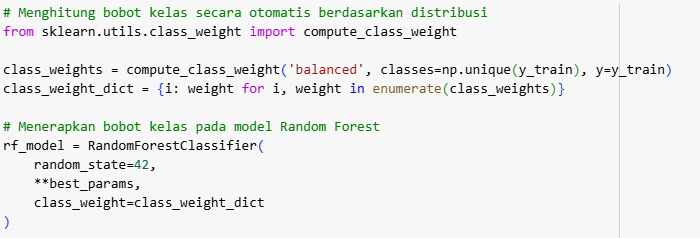 # Menghitung bobot kelas secara otomatis berdasarkan distribusi
from sklearn.utils.class_weight import compute_class_weight
class_weights = compute_class_weight('balanced', classes=np.unique(y_train), y=y_train)
class_weight_dict = {i: weight for i, weight in enumerate(class_weights)}
# Menerapkan bobot kelas pada model Random Forest
rf_model = RandomForestClassifier(
    random_state=42,
    **best_params,
    class_weight=class_weight_dict
)